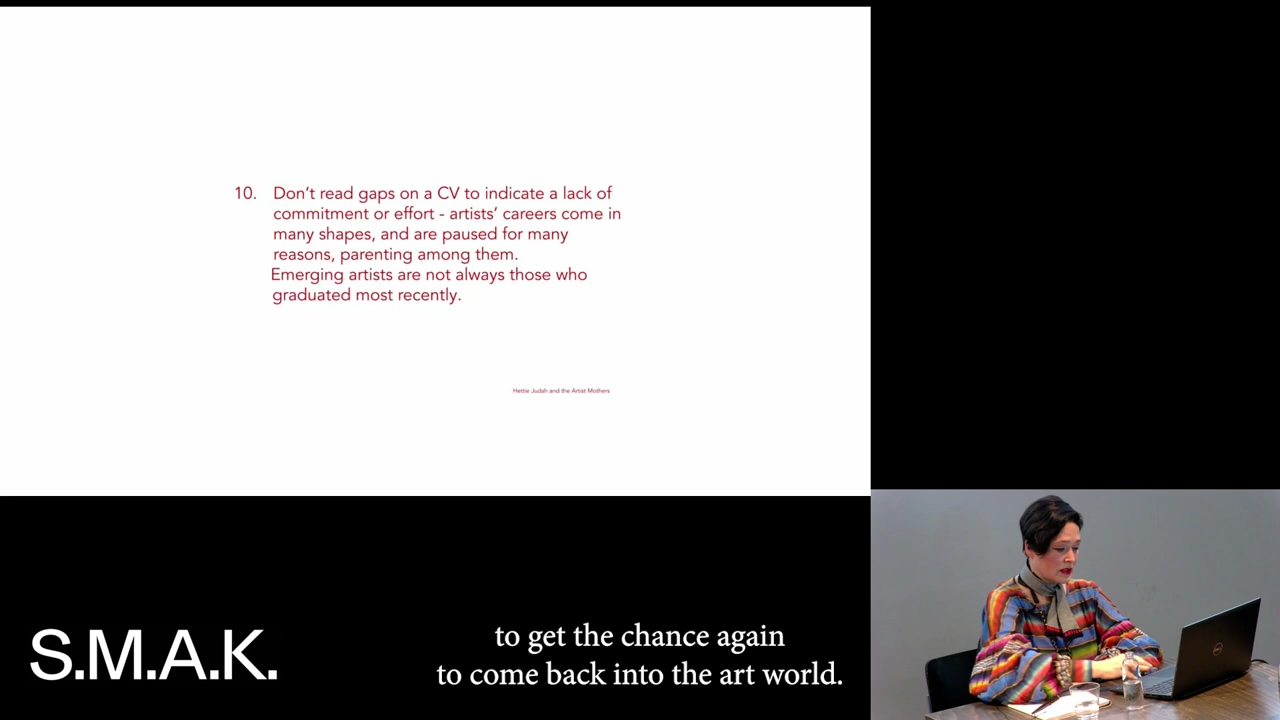 10. Don't read gaps on a CV to indicate a lack of
commitment or effort - artists' careers come in
many shapes, and are paused for many
reasons, parenting among them.
Emerging artists are not always those who
graduated most recently.
Hettie Judah and the Artist Mothers
S.M.A.K.
to get the chance again
to come back into the art world.
DELL